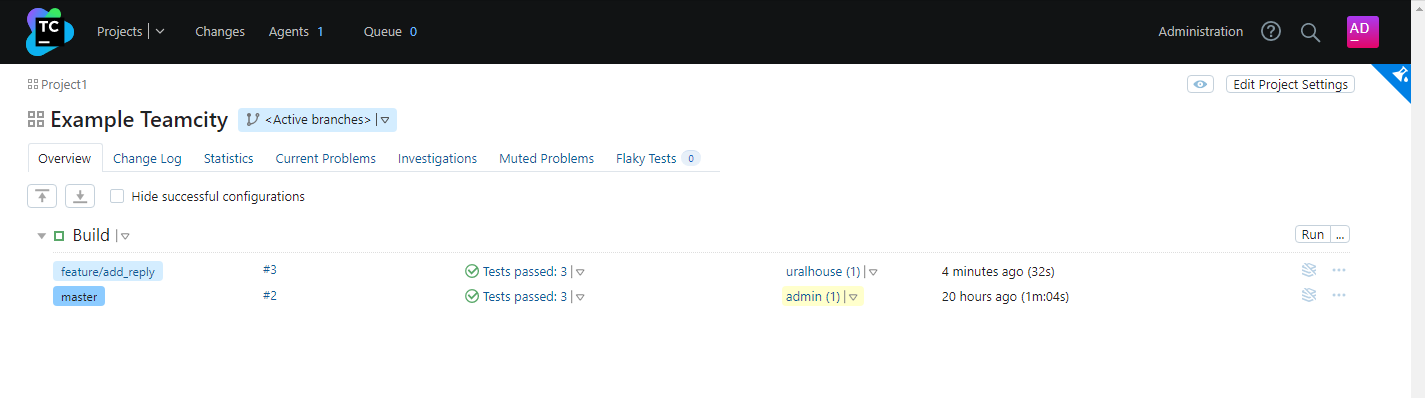 TC Projects Changes Agents 1 Queue 0 Administration ? AD
Project1 Edit Project Settings
Example Teamcity <Active branches>
Overview Change Log Statistics Current Problems Investigations Muted Problems Flaky Tests 0
Hide successful configurations
Build Run ...
feature/add_reply #3 Tests passed: 3 uralhouse (1) 4 minutes ago (32s)
master #2 Tests passed: 3 admin (1) 20 hours ago (1m:04s)